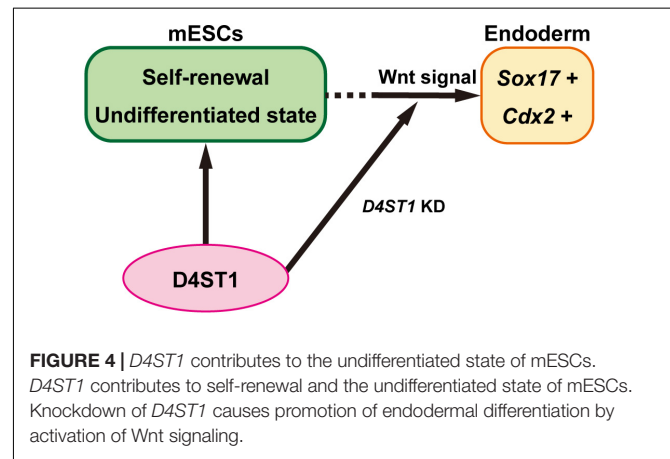 mESCs
Endoderm
Self-renewal
Undifferentiated state
Wnt signal
Sox17 +
Cdx2 +
D4ST1 KD
D4ST1
FIGURE 4 | D4ST1 contributes to the undifferentiated state of mESCs.
D4ST1 contributes to self-renewal and the undifferentiated state of mESCs.
Knockdown of D4ST1 causes promotion of endodermal differentiation by
activation of Wnt signaling.